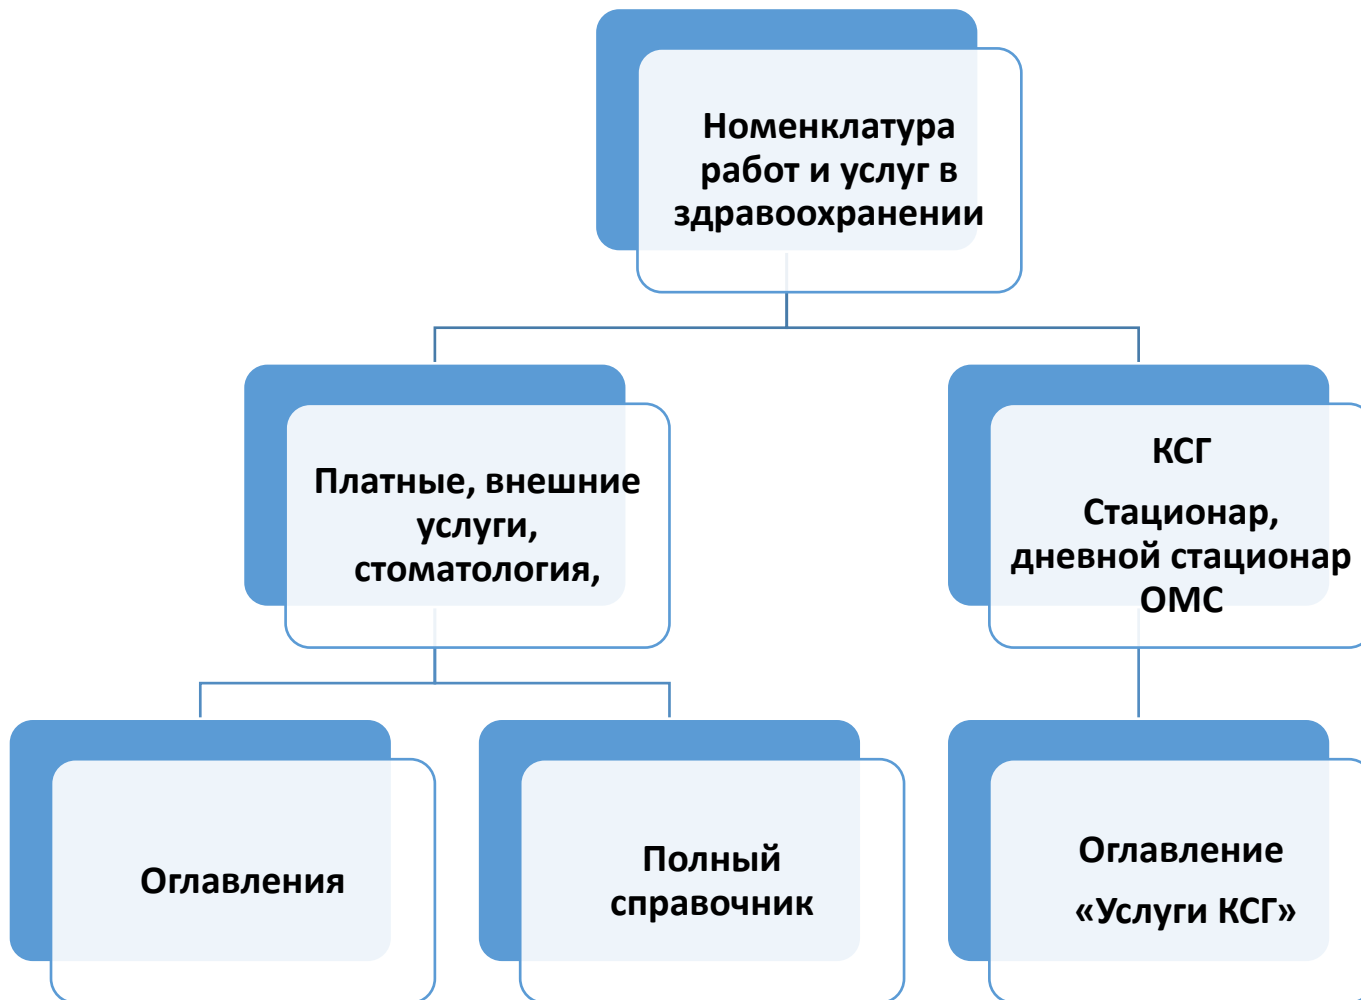 Номенклатура
работ и услуг в
здравоохранении
Платные, внешние
услуги,
стоматология,
КСГ
Стационар,
дневной стационар
ОМС
Оглавления
Полный
справочник
Оглавление
«Услуги КСГ»